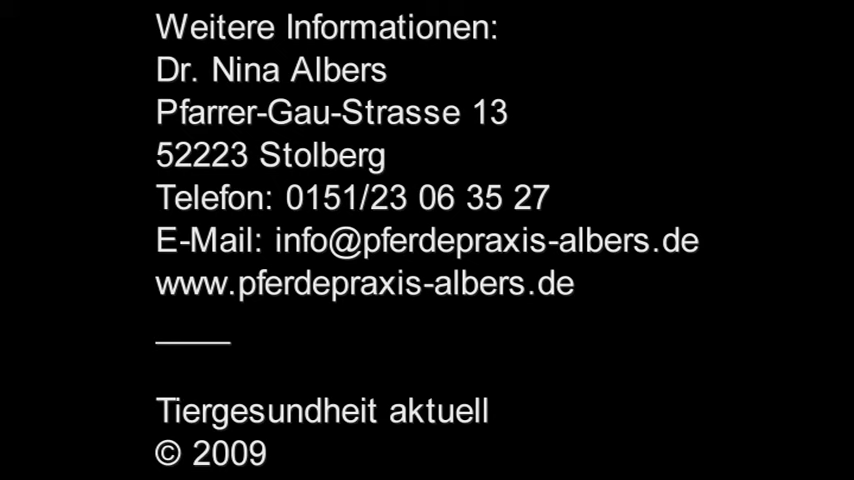 Weitere Informationen:
Dr. Nina Albers
Pfarrer-Gau-Strasse 13
52223 Stolberg
Telefon: 0151/23 06 35 27
E-Mail: info@pferdepraxis-albers.de
www.pferdepraxis-albers.de
____
Tiergesundheit aktuell
© 2009